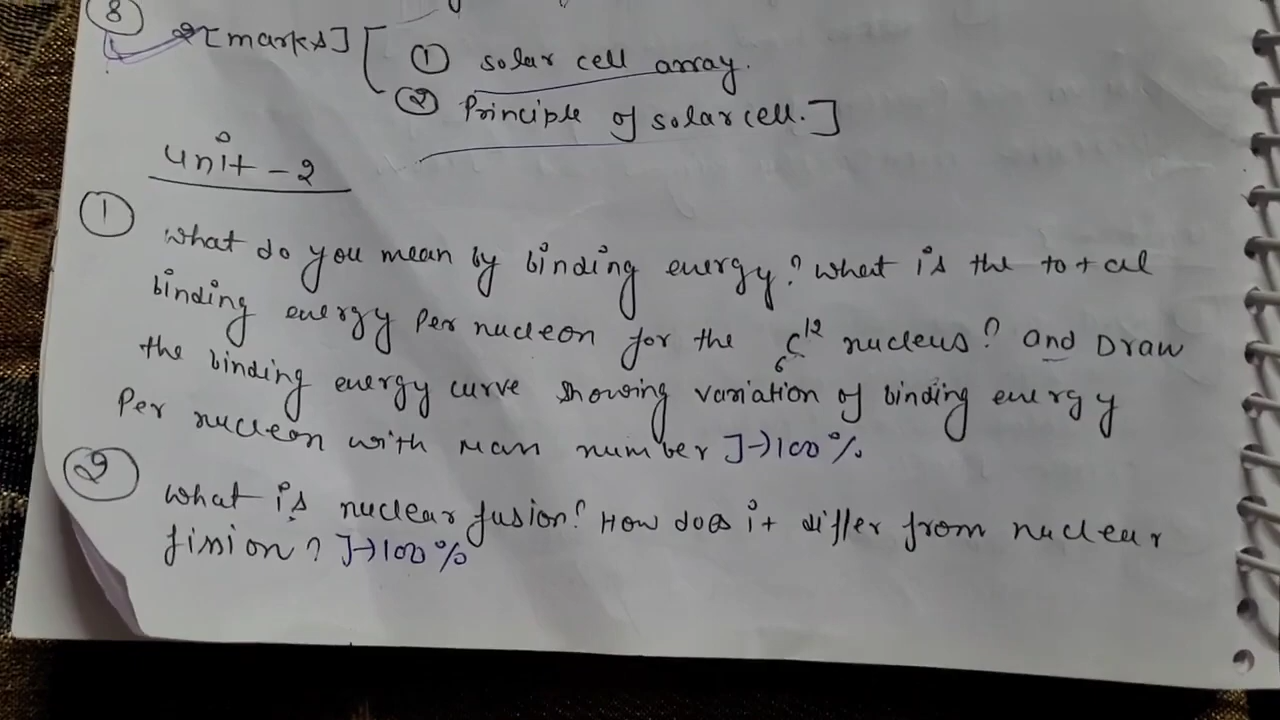 8 2[marks] [ ① solar cell array.
② Principle of solar cell.]
Unit-2
① What do you mean by binding energy? What is the total
binding energy Per nucleon for the ₆C¹² nucleus? and Draw
the binding energy curve showing variation of binding energy
Per nucleon with mass number ]→100%
② What is nuclear fusion? How does it differ from nuclear
fission? ]→100%